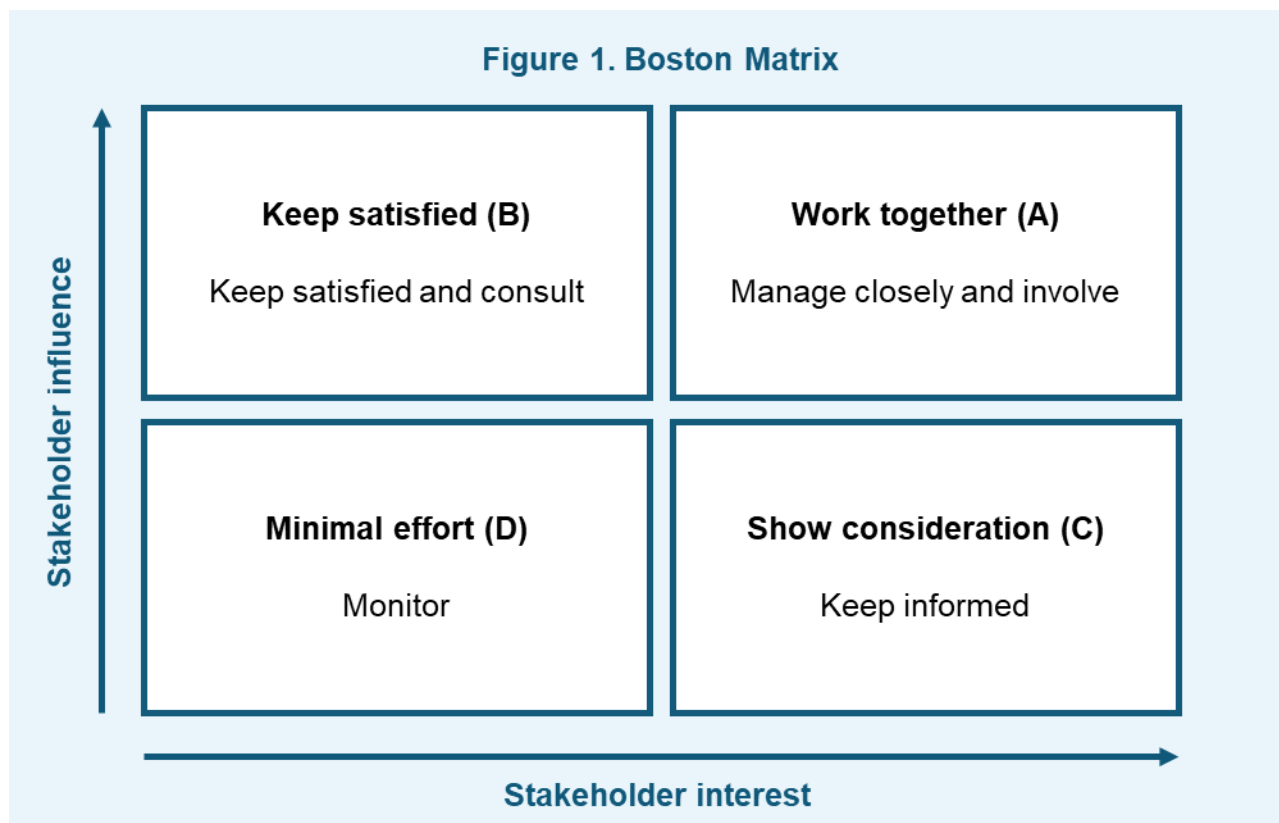 Figure 1. Boston Matrix
Stakeholder influence
Keep satisfied (B)
Keep satisfied and consult
Work together (A)
Manage closely and involve
Minimal effort (D)
Monitor
Show consideration (C)
Keep informed
Stakeholder interest